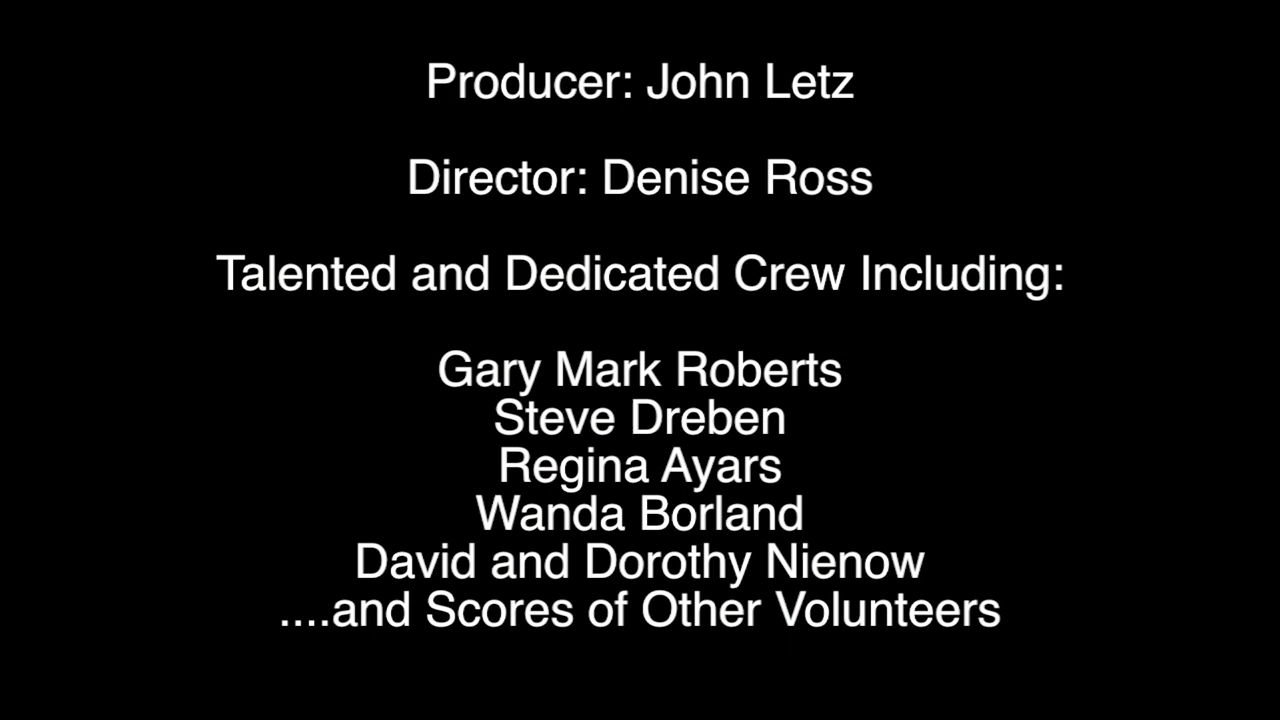 Producer: John Letz
Director: Denise Ross
Talented and Dedicated Crew Including:
Gary Mark Roberts
Steve Dreben
Regina Ayars
Wanda Borland
David and Dorothy Nienow
....and Scores of Other Volunteers